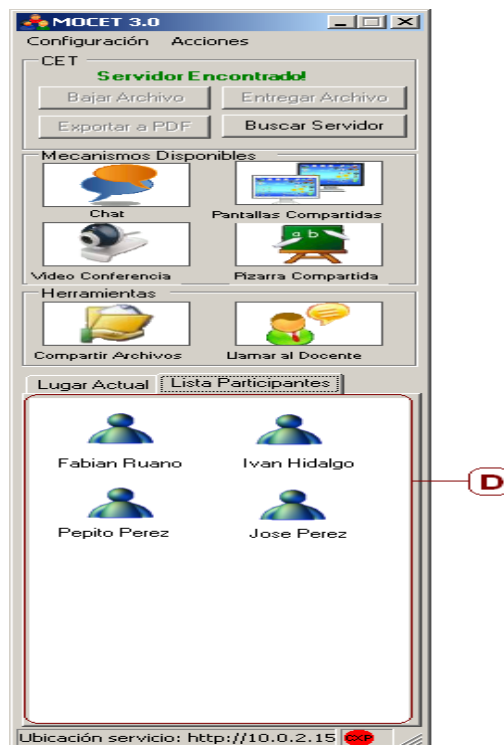 MOCET 3.0
Configuración Acciones
CET
Servidor Encontrado!
Bajar Archivo Entregar Archivo
Exportar a PDF Buscar Servidor
Mecanismos Disponibles
Chat Pantallas Compartidas
a b
Video Conferencia Pizarra Compartida
Herramientas
Compartir Archivos Llamar al Docente
Lugar Actual Lista Participantes
Fabian Ruano Ivan Hidalgo
D
Pepito Perez Jose Perez
Ubicación servicio: http://10.0.2.15 CXP